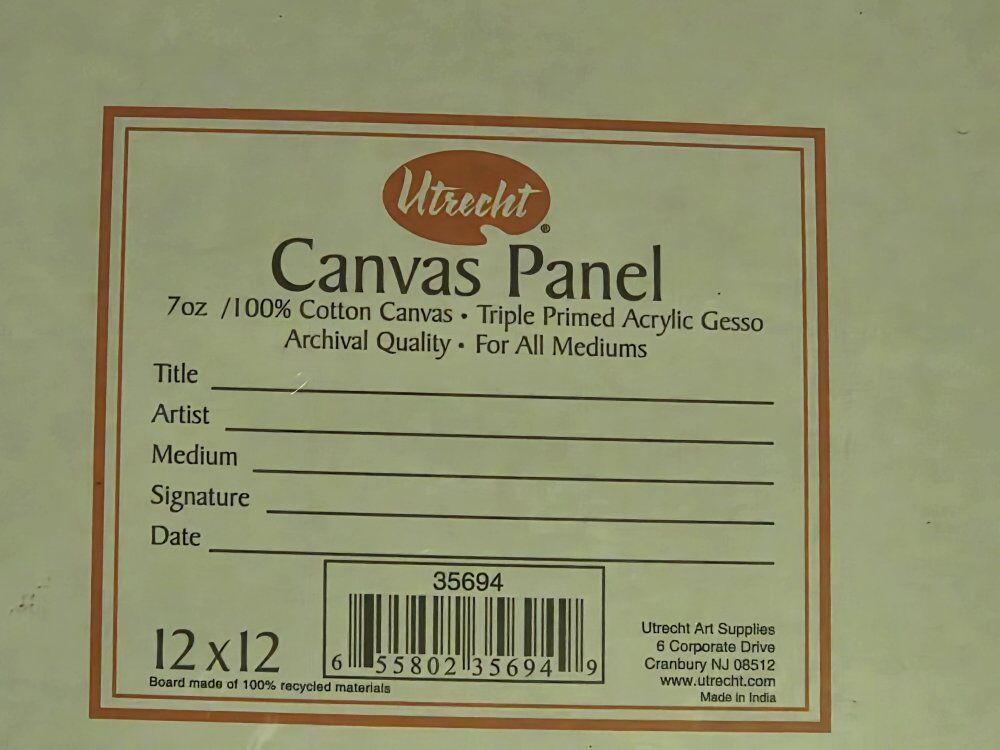 Utrecht®
Canvas Panel
7oz /100% Cotton Canvas • Triple Primed Acrylic Gesso
Archival Quality • For All Mediums
Title
Artist
Medium
Signature
Date
35694
6 55802 35694 9
12 x 12
Board made of 100% recycled materials
Utrecht Art Supplies
6 Corporate Drive
Cranbury NJ 08512
www.utrecht.com
Made in India